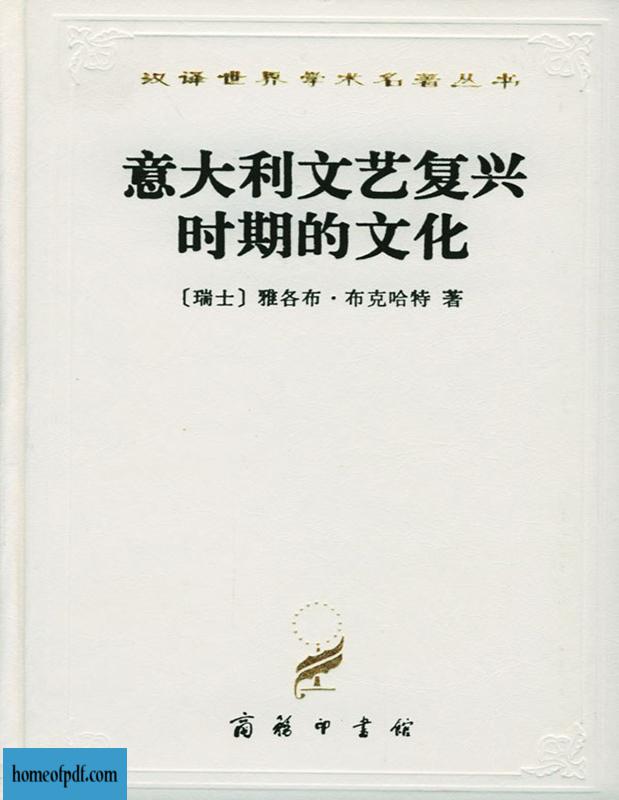 汉译世界学术名著丛书
意大利文艺复兴
时期的文化
〔瑞士〕雅各布·布克哈特 著
商务印书馆
homeofpdf.com